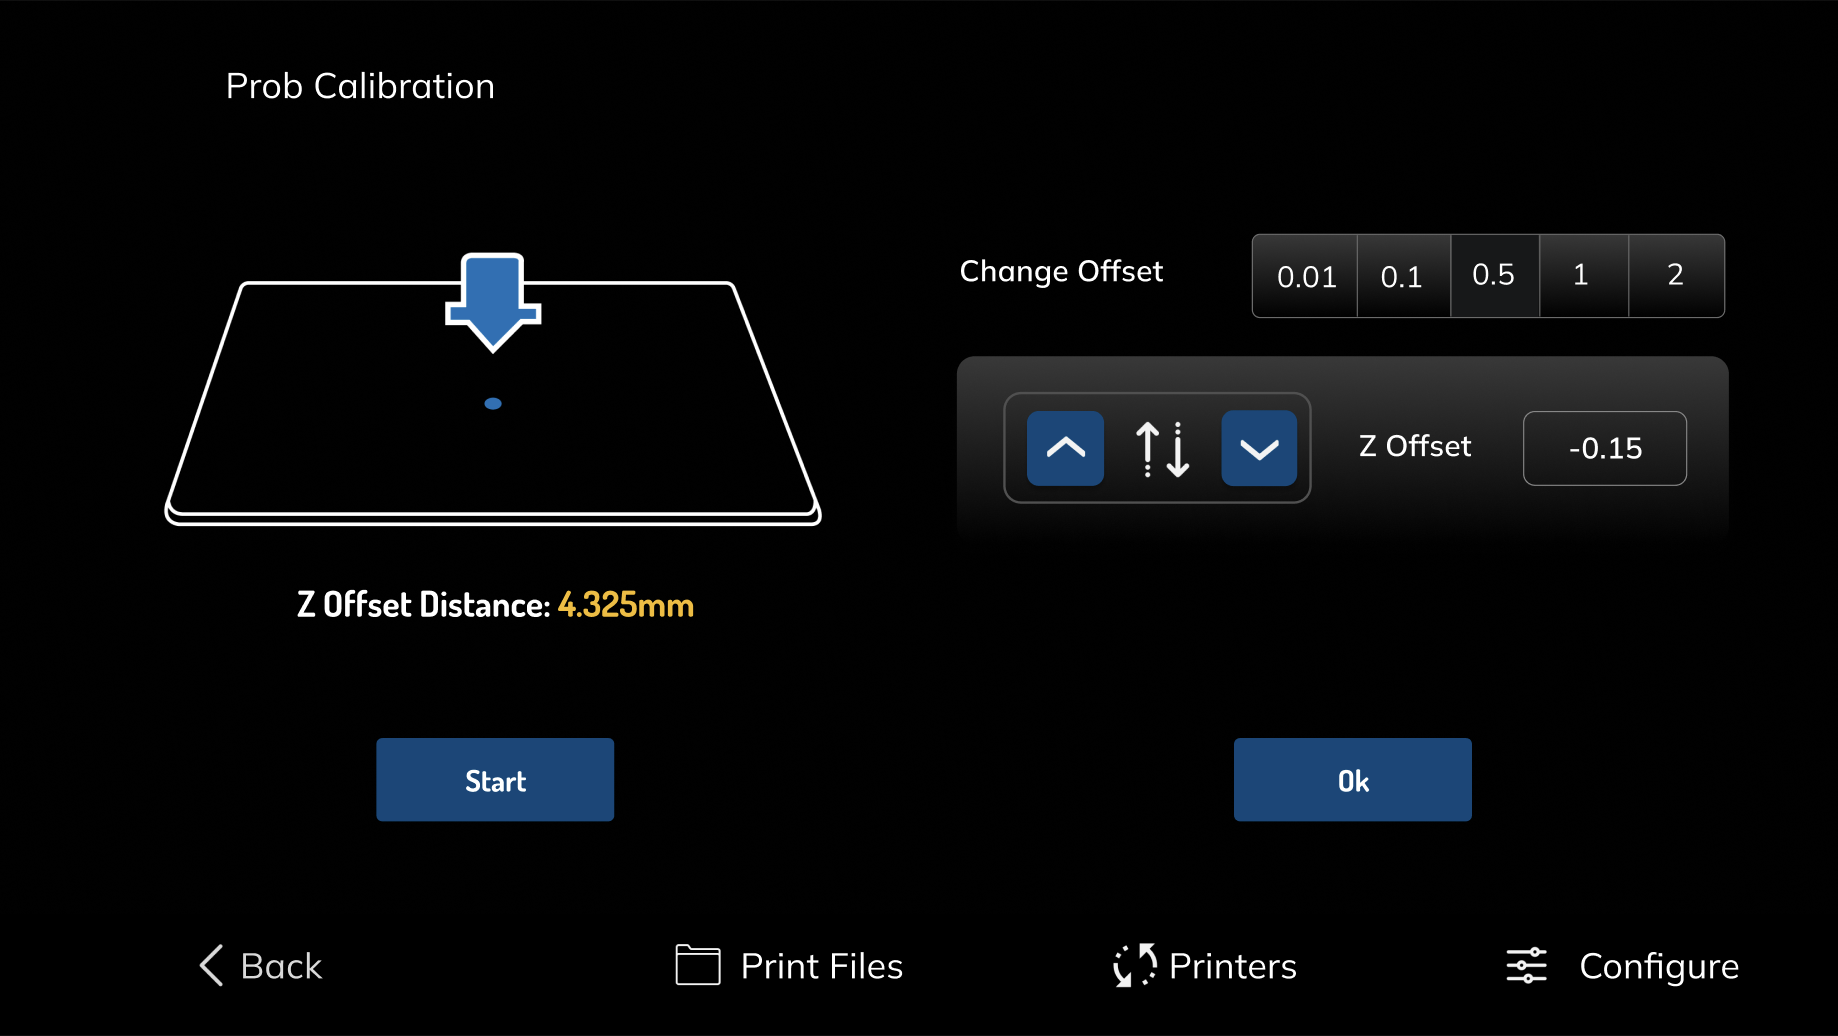 Prob Calibration
Change Offset
0.01 0.1 0.5 1 2
Z Offset
-0.15
Z Offset Distance: 4.325mm
Start
Ok
Back
Print Files
Printers
Configure